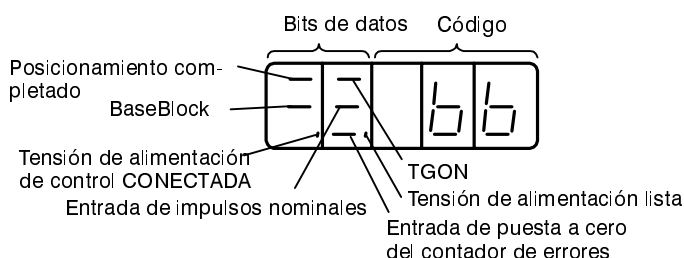 Bits de datos
Código
Posicionamiento com-
pletado
BaseBlock
bb
Tensión de alimentación
de control CONECTADA
Entrada de impulsos nominales
TGON
Tensión de alimentación lista
Entrada de puesta a cero
del contador de errores